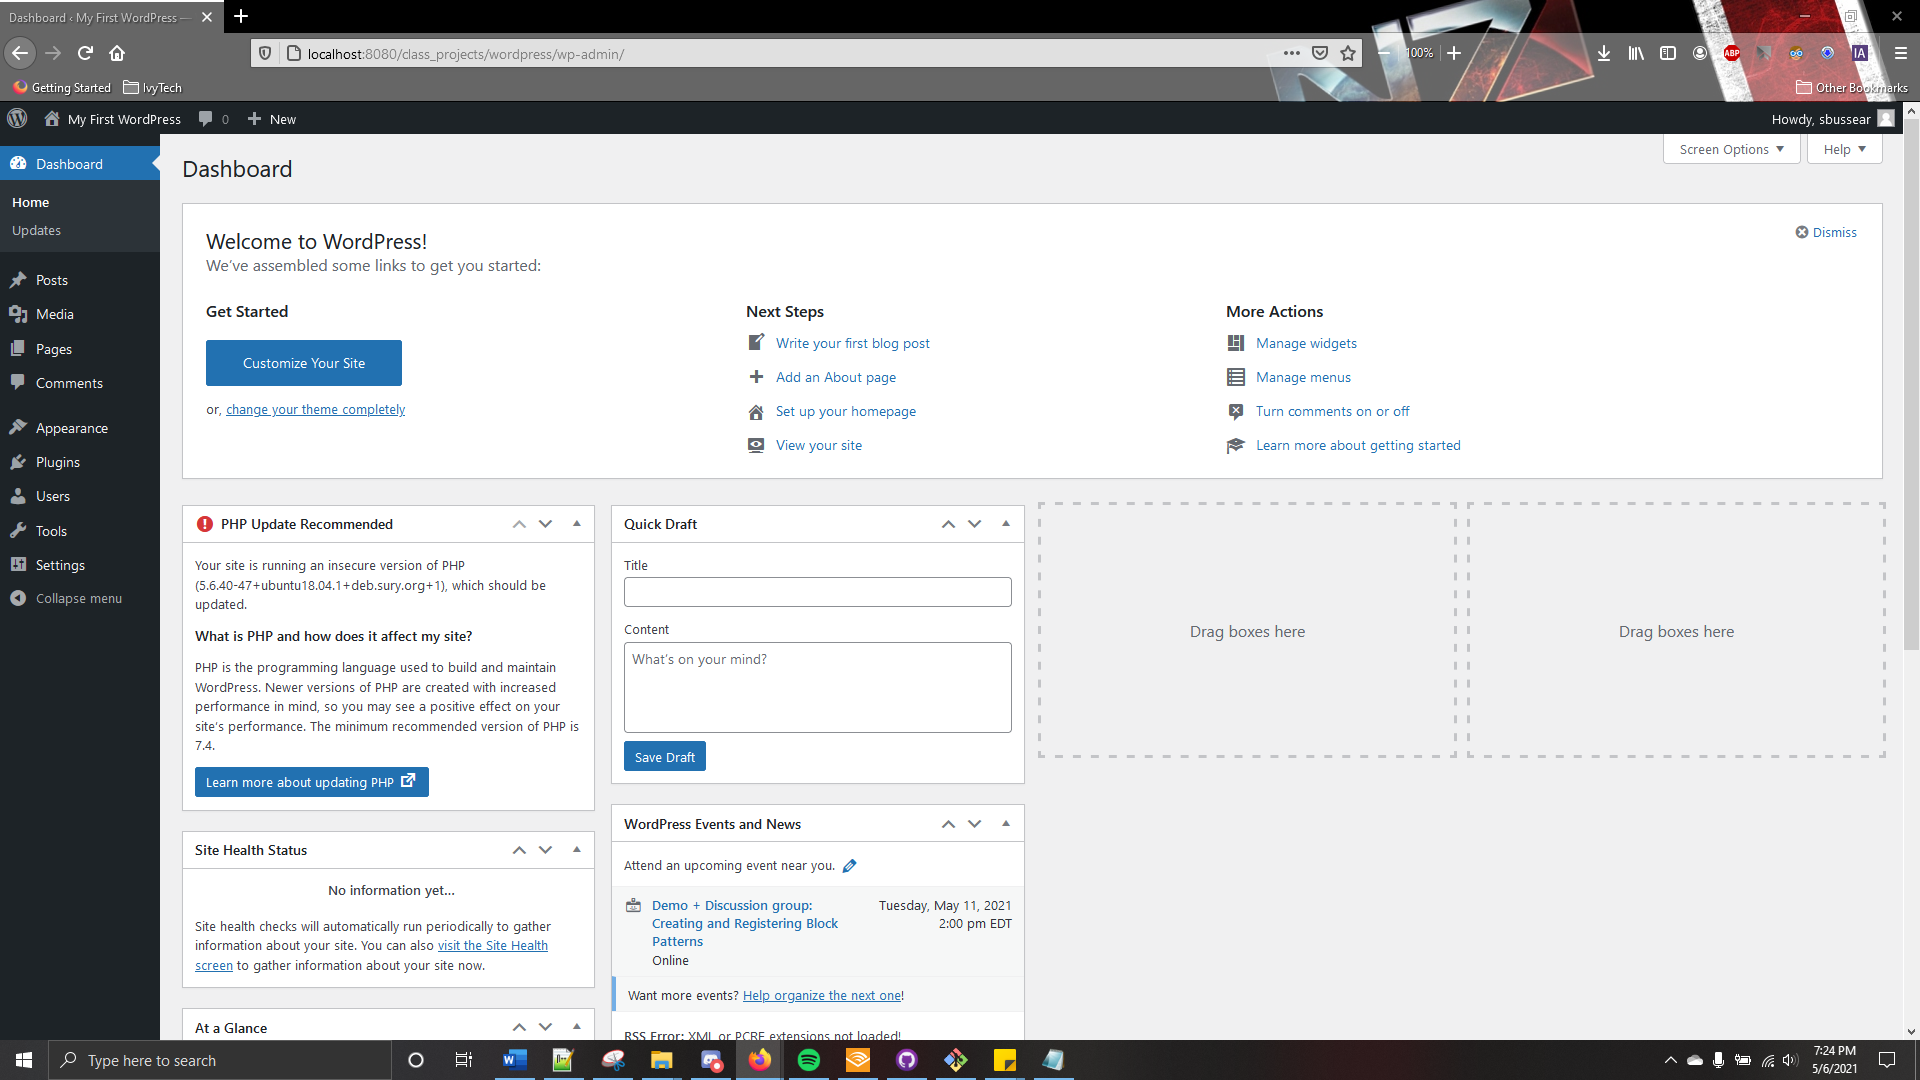 Dashboard ‹ My First WordPress —
localhost:8080/class_projects/wordpress/wp-admin/
100%
ABP
IA
Getting Started
IvyTech
Other Bookmarks
My First WordPress
0
New
Howdy, sbussear
Dashboard
Home
Updates
Posts
Media
Pages
Comments
Appearance
Plugins
Users
Tools
Settings
Collapse menu
Dashboard
Screen Options
Help
Welcome to WordPress!
We've assembled some links to get you started:
Dismiss
Get Started
Customize Your Site
or, change your theme completely
Next Steps
Write your first blog post
Add an About page
Set up your homepage
View your site
More Actions
Manage widgets
Manage menus
Turn comments on or off
Learn more about getting started
PHP Update Recommended
Your site is running an insecure version of PHP
(5.6.40-47+ubuntu18.04.1+deb.sury.org+1), which should be
updated.
What is PHP and how does it affect my site?
PHP is the programming language used to build and maintain
WordPress. Newer versions of PHP are created with increased
performance in mind, so you may see a positive effect on your
site's performance. The minimum recommended version of PHP is
7.4.
Learn more about updating PHP
Site Health Status
No information yet…
Site health checks will automatically run periodically to gather
information about your site. You can also visit the Site Health
screen to gather information about your site now.
At a Glance
Quick Draft
Title
Content
What's on your mind?
Save Draft
WordPress Events and News
Attend an upcoming event near you.
Demo + Discussion group:
Creating and Registering Block
Patterns
Online
Tuesday, May 11, 2021
2:00 pm EDT
Want more events? Help organize the next one!
RSS Error: XML or PCRE extensions not loaded!
Drag boxes here
Drag boxes here
Type here to search
7:24 PM
5/6/2021